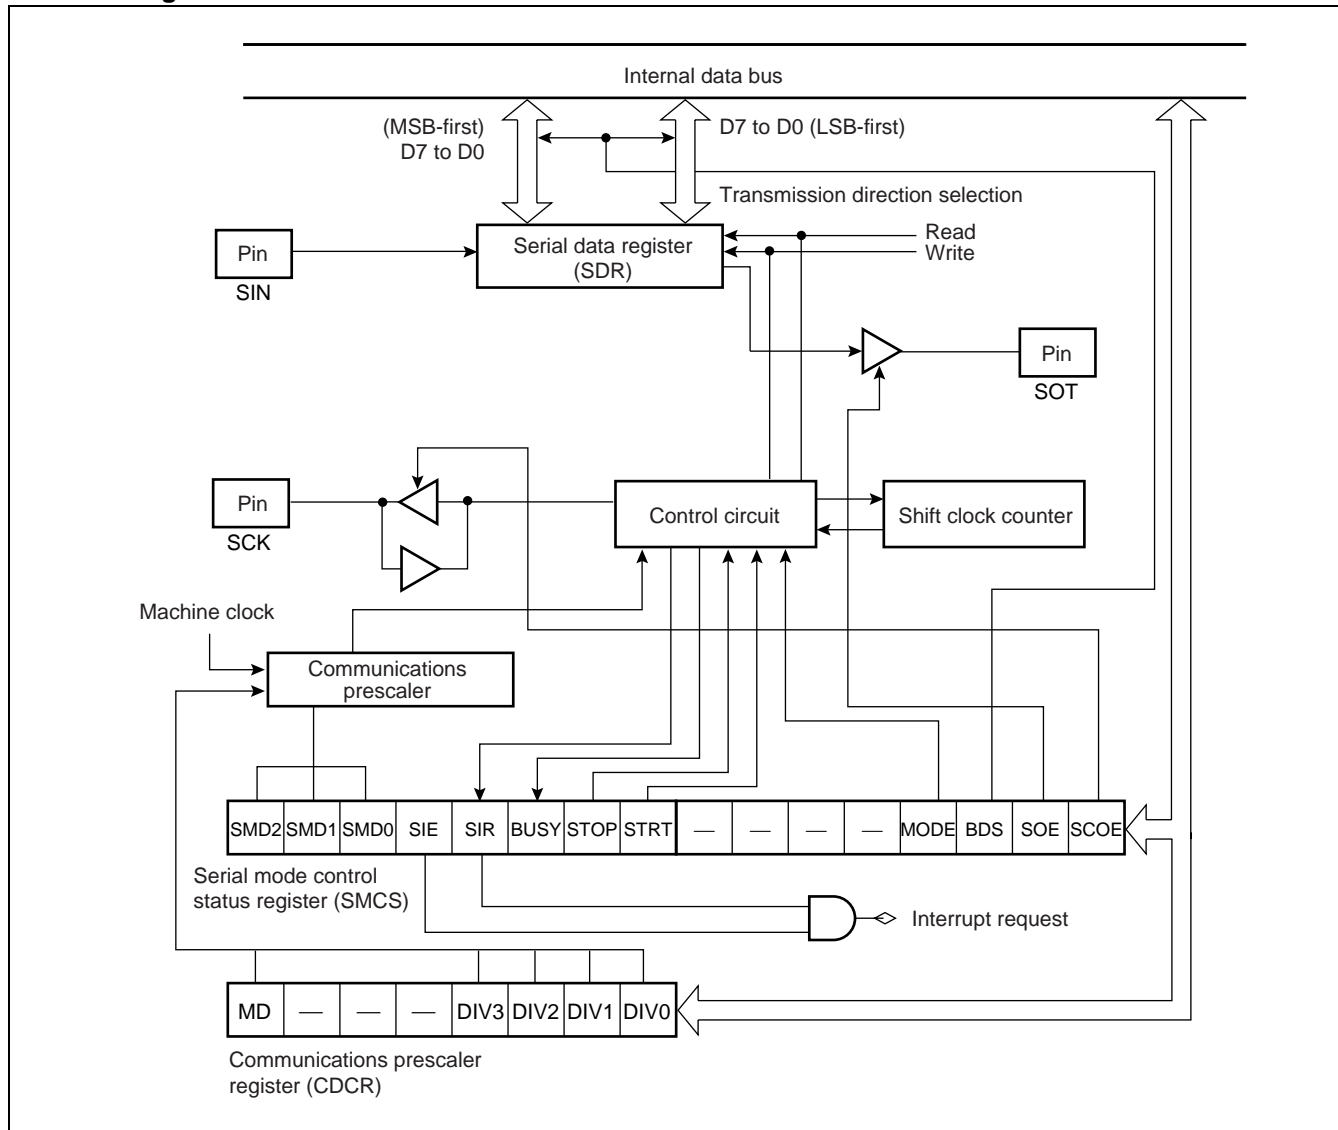 Internal data bus
(MSB-first)
D7 to D0
D7 to D0 (LSB-first)
Transmission direction selection
Pin
SIN
Serial data register
(SDR)
Read
Write
Pin
SOT
Pin
SCK
Control circuit
Shift clock counter
Machine clock
Communications
prescaler
SMD2 SMD1 SMD0 SIE SIR BUSY STOP STRT — — — — MODE BDS SOE SCOE
Serial mode control
status register (SMCS)
Interrupt request
MD — — — DIV3 DIV2 DIV1 DIV0
Communications prescaler
register (CDCR)